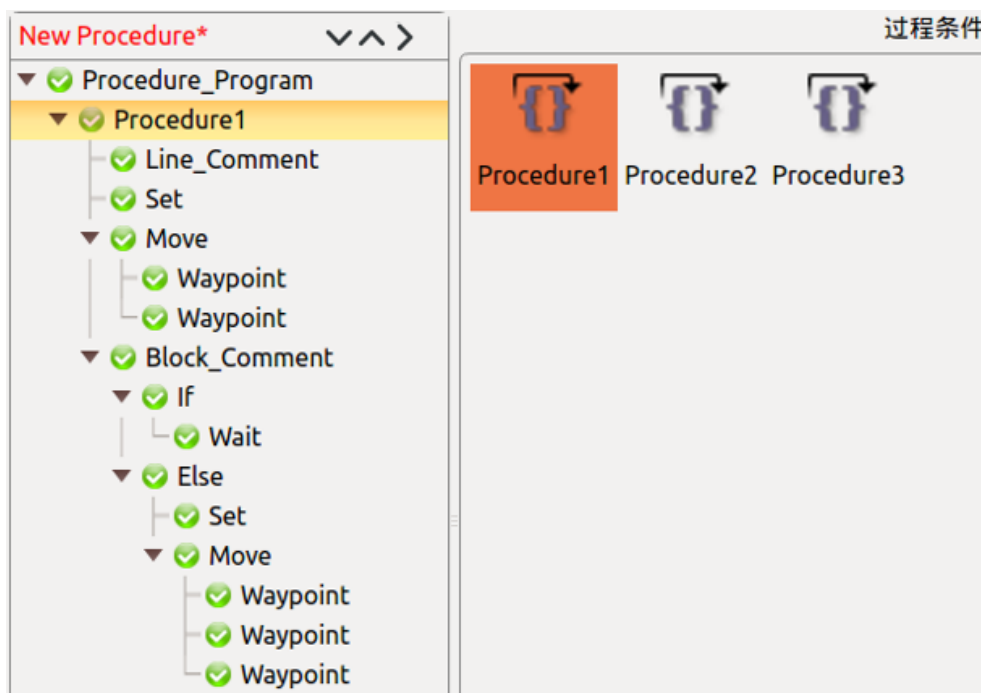 New Procedure*
Procedure_Program
Procedure1
Line_Comment
Set
Move
Waypoint
Waypoint
Block_Comment
If
Wait
Else
Set
Move
Waypoint
Waypoint
Waypoint
过程条件
Procedure1 Procedure2 Procedure3